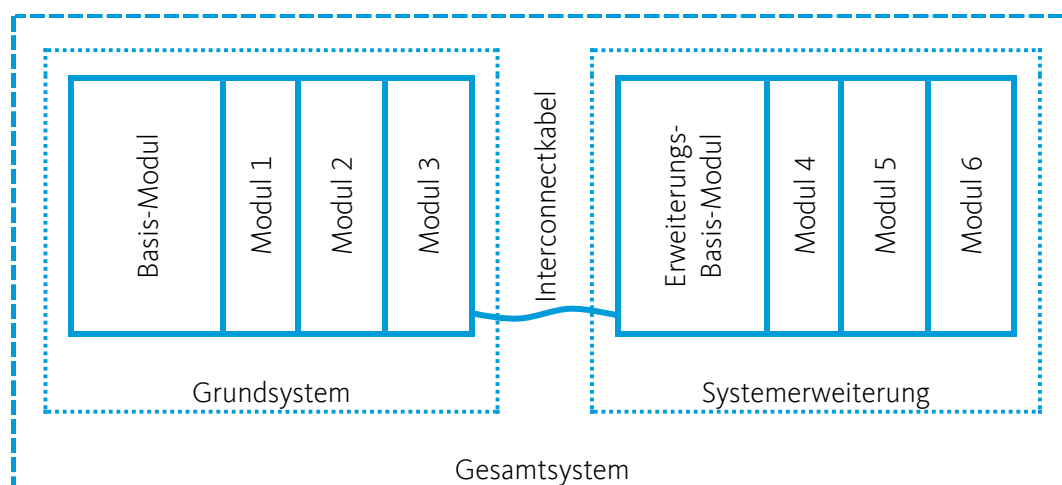 Basis-Modul
Modul 1
Modul 2
Modul 3
Interconnectkabel
Erweiterungs-
Basis-Modul
Modul 4
Modul 5
Modul 6
Grundsystem
Systemerweiterung
Gesamtsystem